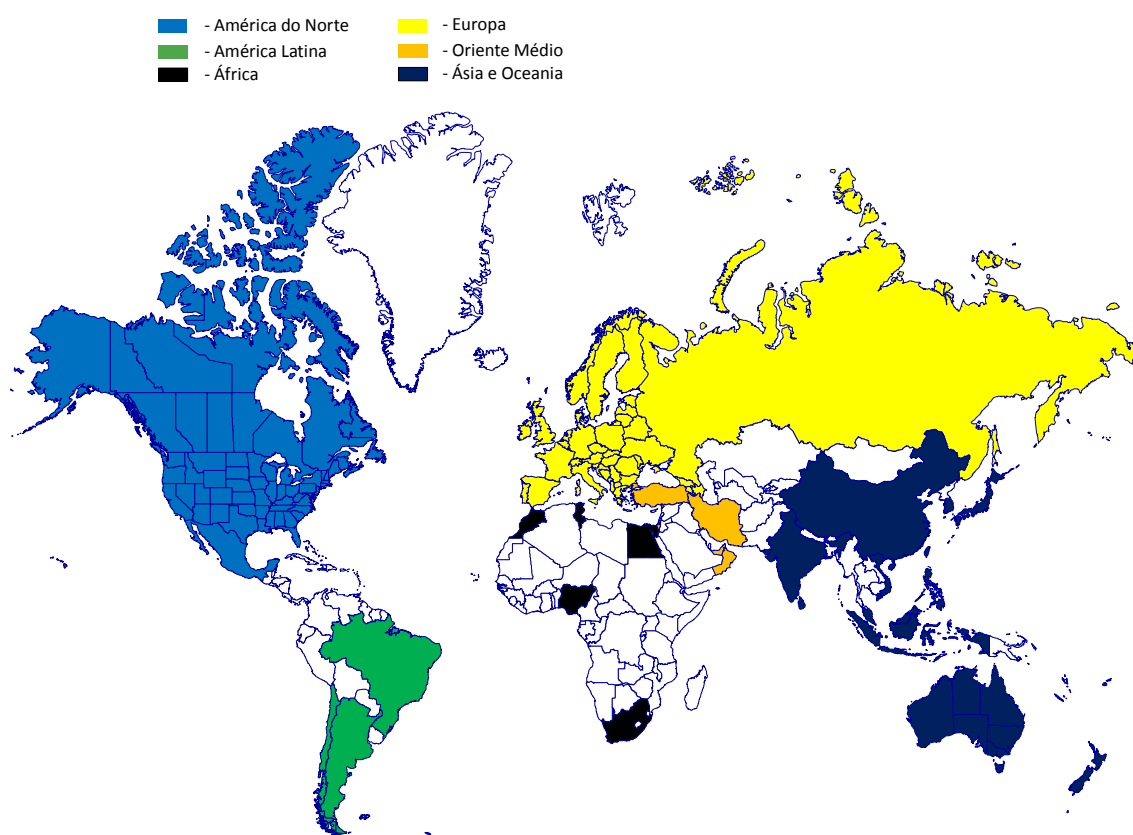 - América do Norte
- América Latina
- África
- Europa
- Oriente Médio
- Ásia e Oceania